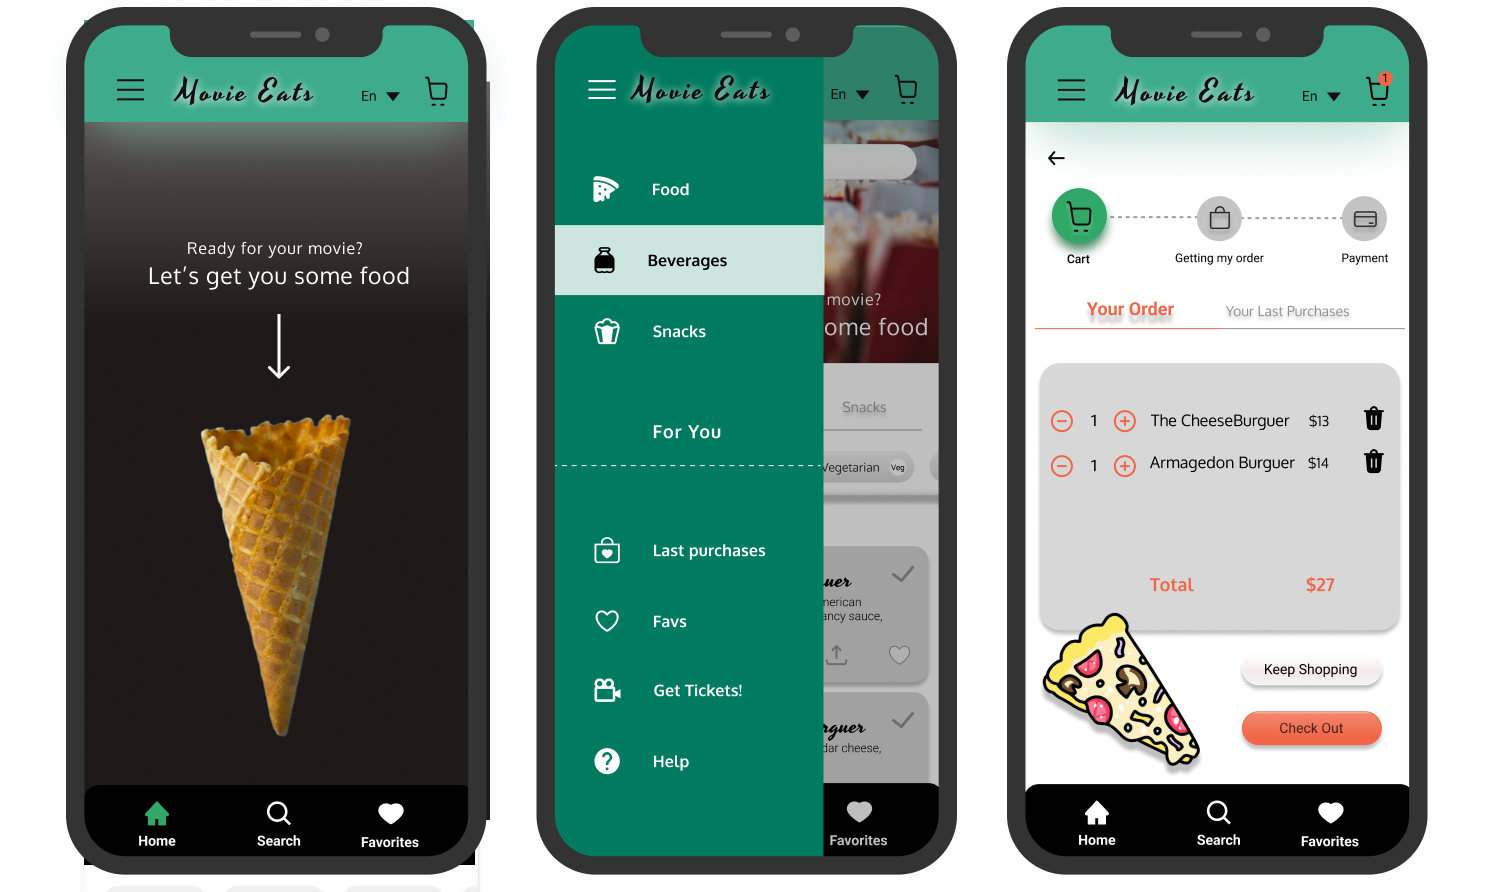 Movie Eats
En
Ready for your movie?
Let's get you some food
Home
Search
Favorites
Movie Eats
En
Food
Beverages
Snacks
For You
Last purchases
Favs
Get Tickets!
Help
movie?
ome food
Snacks
Vegetarian Veg
uer
nerican
ancy sauce,
rguer
dar cheese,
Favorites
Movie Eats
En
1
Cart
Getting my order
Payment
Your Order
Your Last Purchases
1 The CheeseBurguer $13
1 Armagedon Burguer $14
Total $27
Keep Shopping
Check Out
Home
Search
Favorites